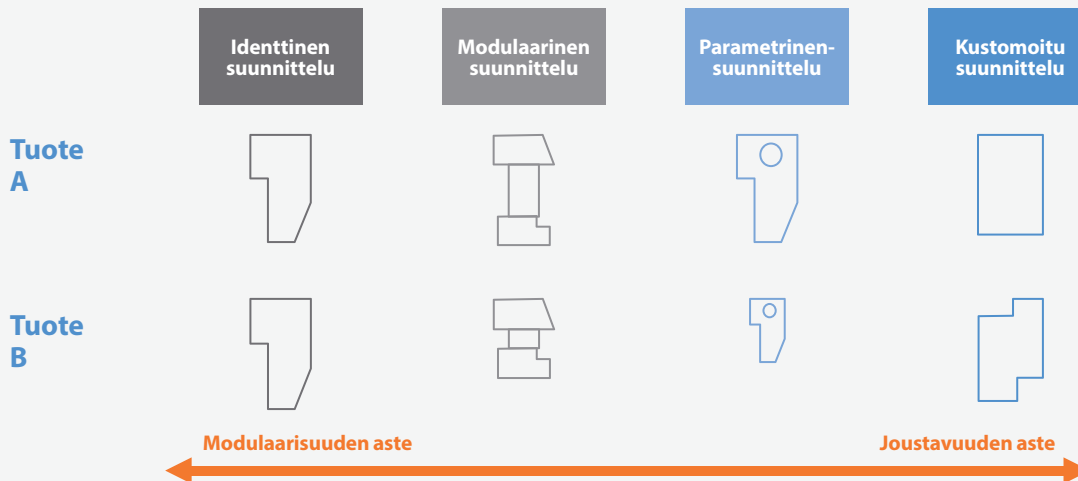 Identtinen
suunnittelu
Modulaarinen
suunnittelu
Parametrinen-
suunnittelu
Kustomoitu
suunnittelu
Tuote
A
Tuote
B
Modulaarisuuden aste
Joustavuuden aste